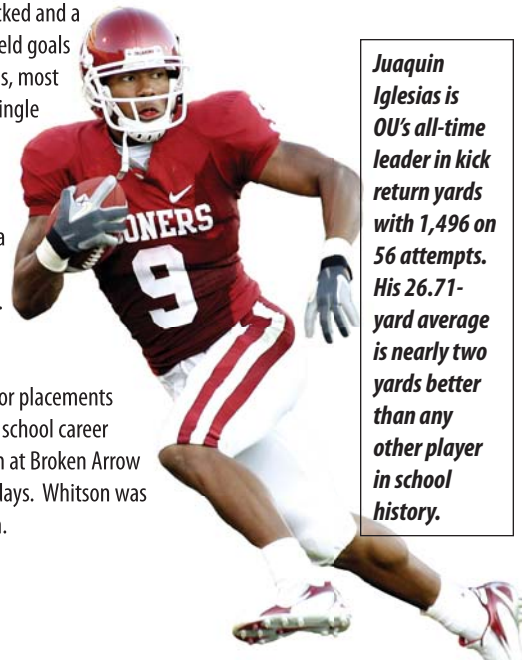 cked and a
eld goals
s, most
ingle
a
.
or placements
school career
n at Broken Arrow
days.  Whitson was
.
OONERS
9
9
Juaquin
Iglesias is
OU's all-time
leader in kick
return yards
with 1,496 on
56 attempts.
His 26.71-
yard average
is nearly two
yards better
than any
other player
in school
history.